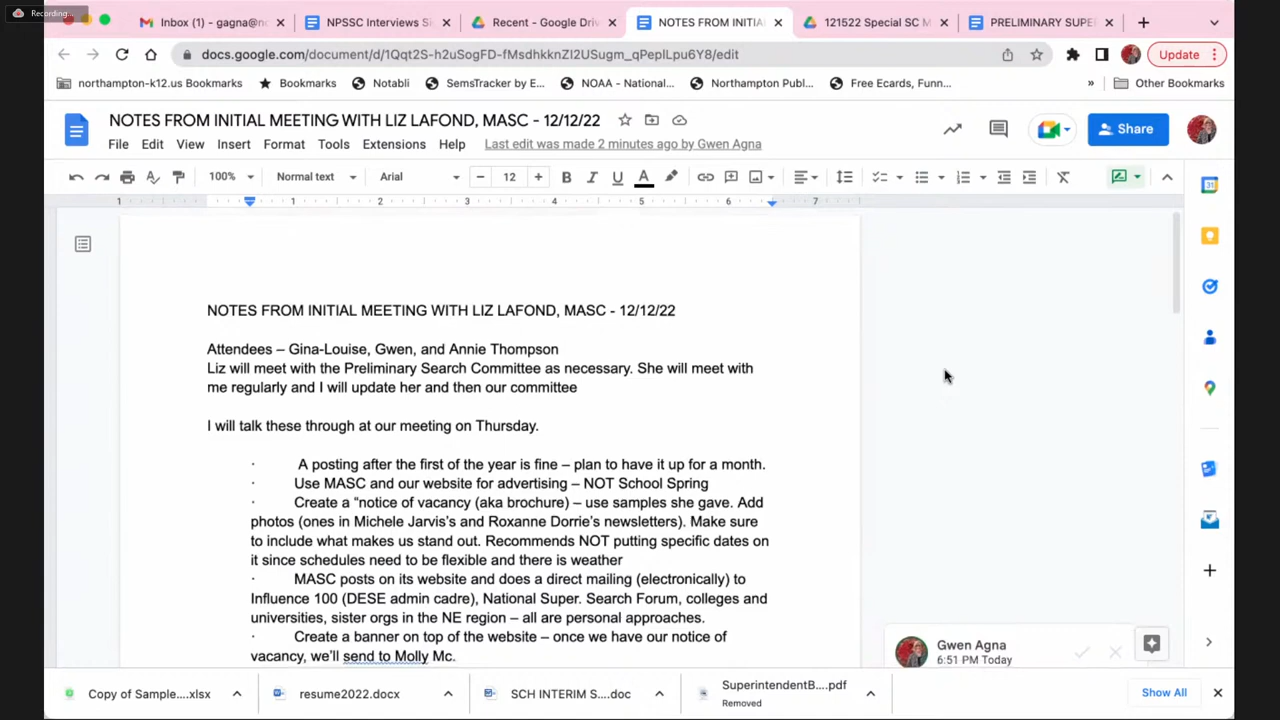 Recording...
Inbox (1) - gagna@n
NPSSC Interviews S
Recent - Google Driv
NOTES FROM INITIA
121522 Special SC M
PRELIMINARY SUPE
docs.google.com/document/d/1Qqt2S-h2uSogFD-fMsdhkknZI2USugm_qPepILpu6Y8/edit
Update
northampton-k12.us Bookmarks
Bookmarks
Notabli
SemsTracker by E...
NOAA - National...
Northampton Publ...
Free Ecards, Funn...
»
Other Bookmarks
NOTES FROM INITIAL MEETING WITH LIZ LAFOND, MASC - 12/12/22
File Edit View Insert Format Tools Extensions Help
Last edit was made 2 minutes ago by Gwen Agna
Share
100%
Normal text
Arial
12
B I U A
1 1 2 3 4 5 6 7
31
NOTES FROM INITIAL MEETING WITH LIZ LAFOND, MASC - 12/12/22
Attendees – Gina-Louise, Gwen, and Annie Thompson
Liz will meet with the Preliminary Search Committee as necessary. She will meet with
me regularly and I will update her and then our committee
I will talk these through at our meeting on Thursday.
· A posting after the first of the year is fine – plan to have it up for a month.
· Use MASC and our website for advertising – NOT School Spring
· Create a “notice of vacancy (aka brochure) – use samples she gave. Add
photos (ones in Michele Jarvis’s and Roxanne Dorrie’s newsletters). Make sure
to include what makes us stand out. Recommends NOT putting specific dates on
it since schedules need to be flexible and there is weather
· MASC posts on its website and does a direct mailing (electronically) to
Influence 100 (DESE admin cadre), National Super. Search Forum, colleges and
universities, sister orgs in the NE region – all are personal approaches.
· Create a banner on top of the website – once we have our notice of
vacancy, we’ll send to Molly Mc.
Gwen Agna
6:51 PM Today
Copy of Sample....xlsx
resume2022.docx
SCH INTERIM S....doc
SuperintendentB....pdf
Removed
Show All